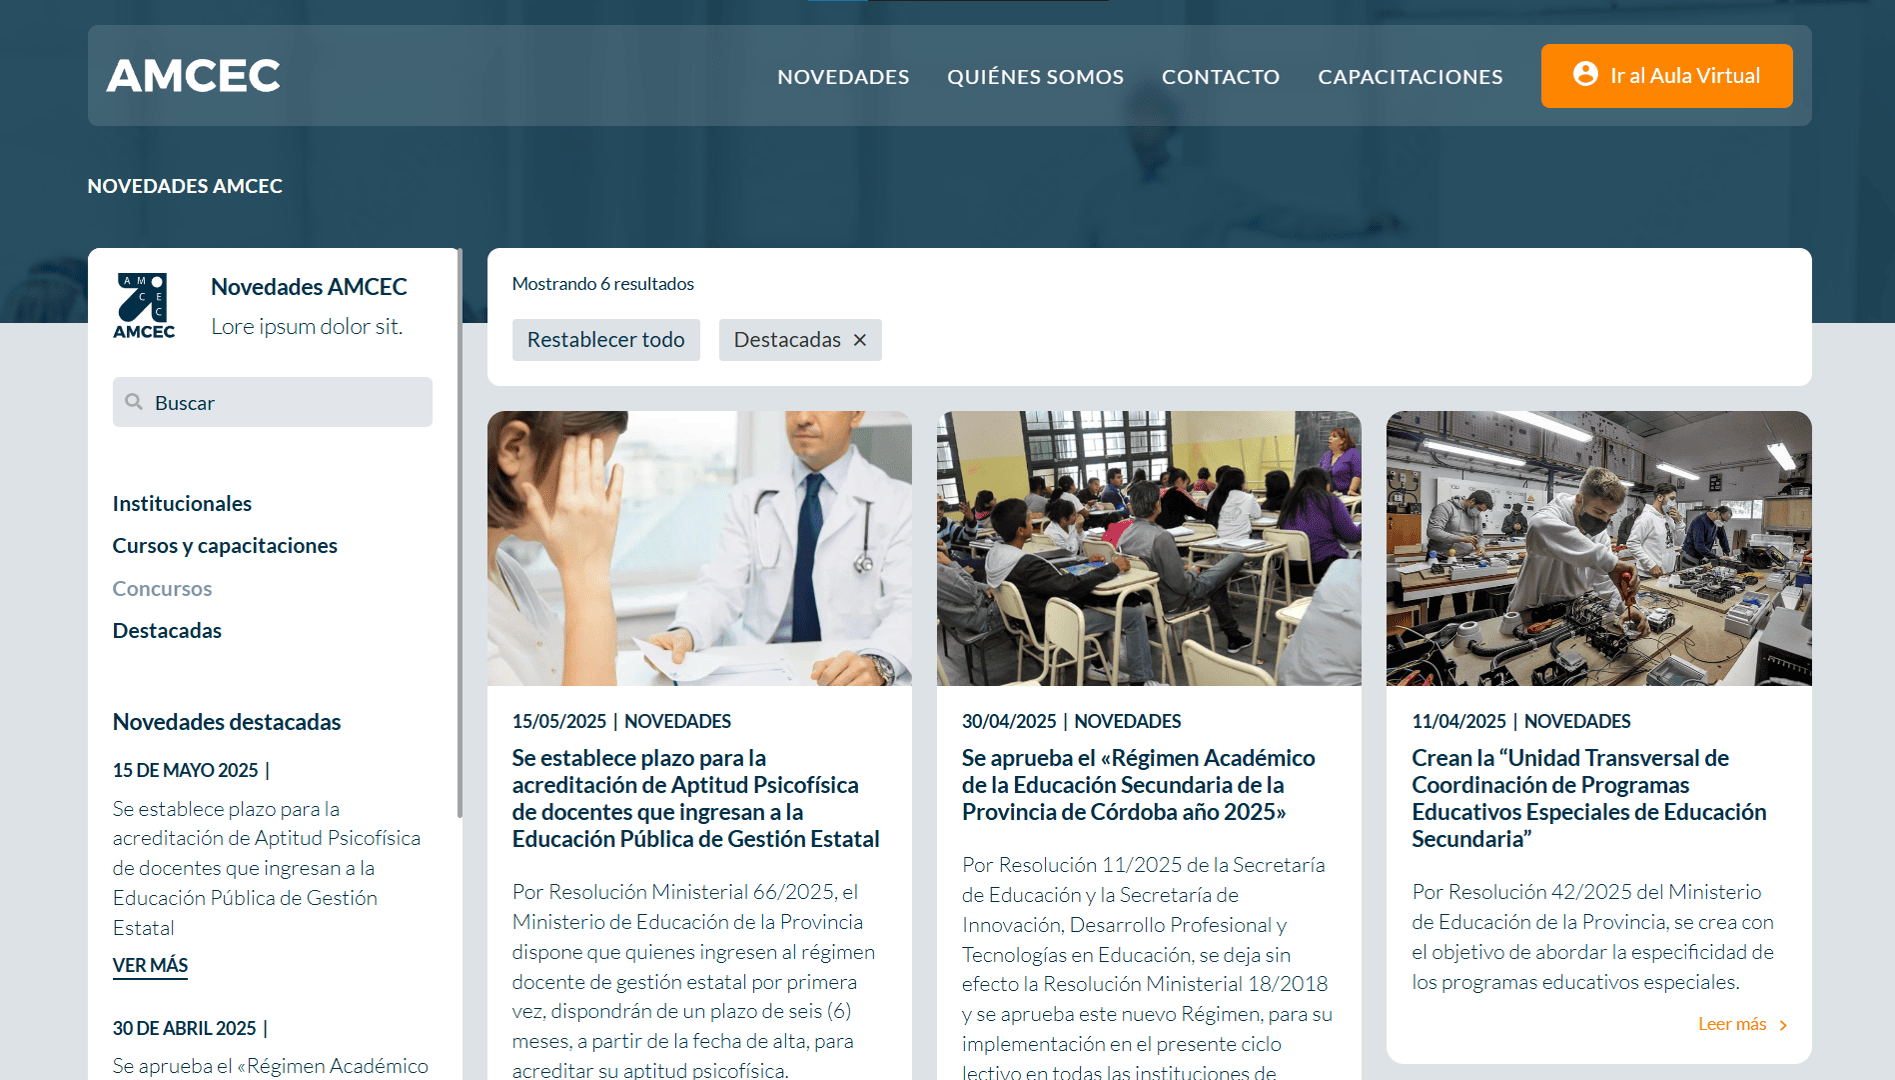 AMCEC
NOVEDADES
QUIÉNES SOMOS
CONTACTO
CAPACITACIONES
Ir al Aula Virtual
NOVEDADES AMCEC
A M
C E
C
AMCEC
Novedades AMCEC
Lore ipsum dolor sit.
Buscar
Institucionales
Cursos y capacitaciones
Concursos
Destacadas
Novedades destacadas
15 DE MAYO 2025 |
Se establece plazo para la
acreditación de Aptitud Psicofísica
de docentes que ingresan a la
Educación Pública de Gestión
Estatal
VER MÁS
30 DE ABRIL 2025 |
Se aprueba el «Régimen Académico
Mostrando 6 resultados
Restablecer todo
Destacadas ×
15/05/2025 | NOVEDADES
Se establece plazo para la
acreditación de Aptitud Psicofísica
de docentes que ingresan a la
Educación Pública de Gestión Estatal
Por Resolución Ministerial 66/2025, el
Ministerio de Educación de la Provincia
dispone que quienes ingresen al régimen
docente de gestión estatal por primera
vez, dispondrán de un plazo de seis (6)
meses, a partir de la fecha de alta, para
acreditar su aptitud psicofísica.
30/04/2025 | NOVEDADES
Se aprueba el «Régimen Académico
de la Educación Secundaria de la
Provincia de Córdoba año 2025»
Por Resolución 11/2025 de la Secretaría
de Educación y la Secretaría de
Innovación, Desarrollo Profesional y
Tecnologías en Educación, se deja sin
efecto la Resolución Ministerial 18/2018
y se aprueba este nuevo Régimen, para su
implementación en el presente ciclo
lectivo en todas las instituciones de
11/04/2025 | NOVEDADES
Crean la “Unidad Transversal de
Coordinación de Programas
Educativos Especiales de Educación
Secundaria”
Por Resolución 42/2025 del Ministerio
de Educación de la Provincia, se crea con
el objetivo de abordar la especificidad de
los programas educativos especiales.
Leer más